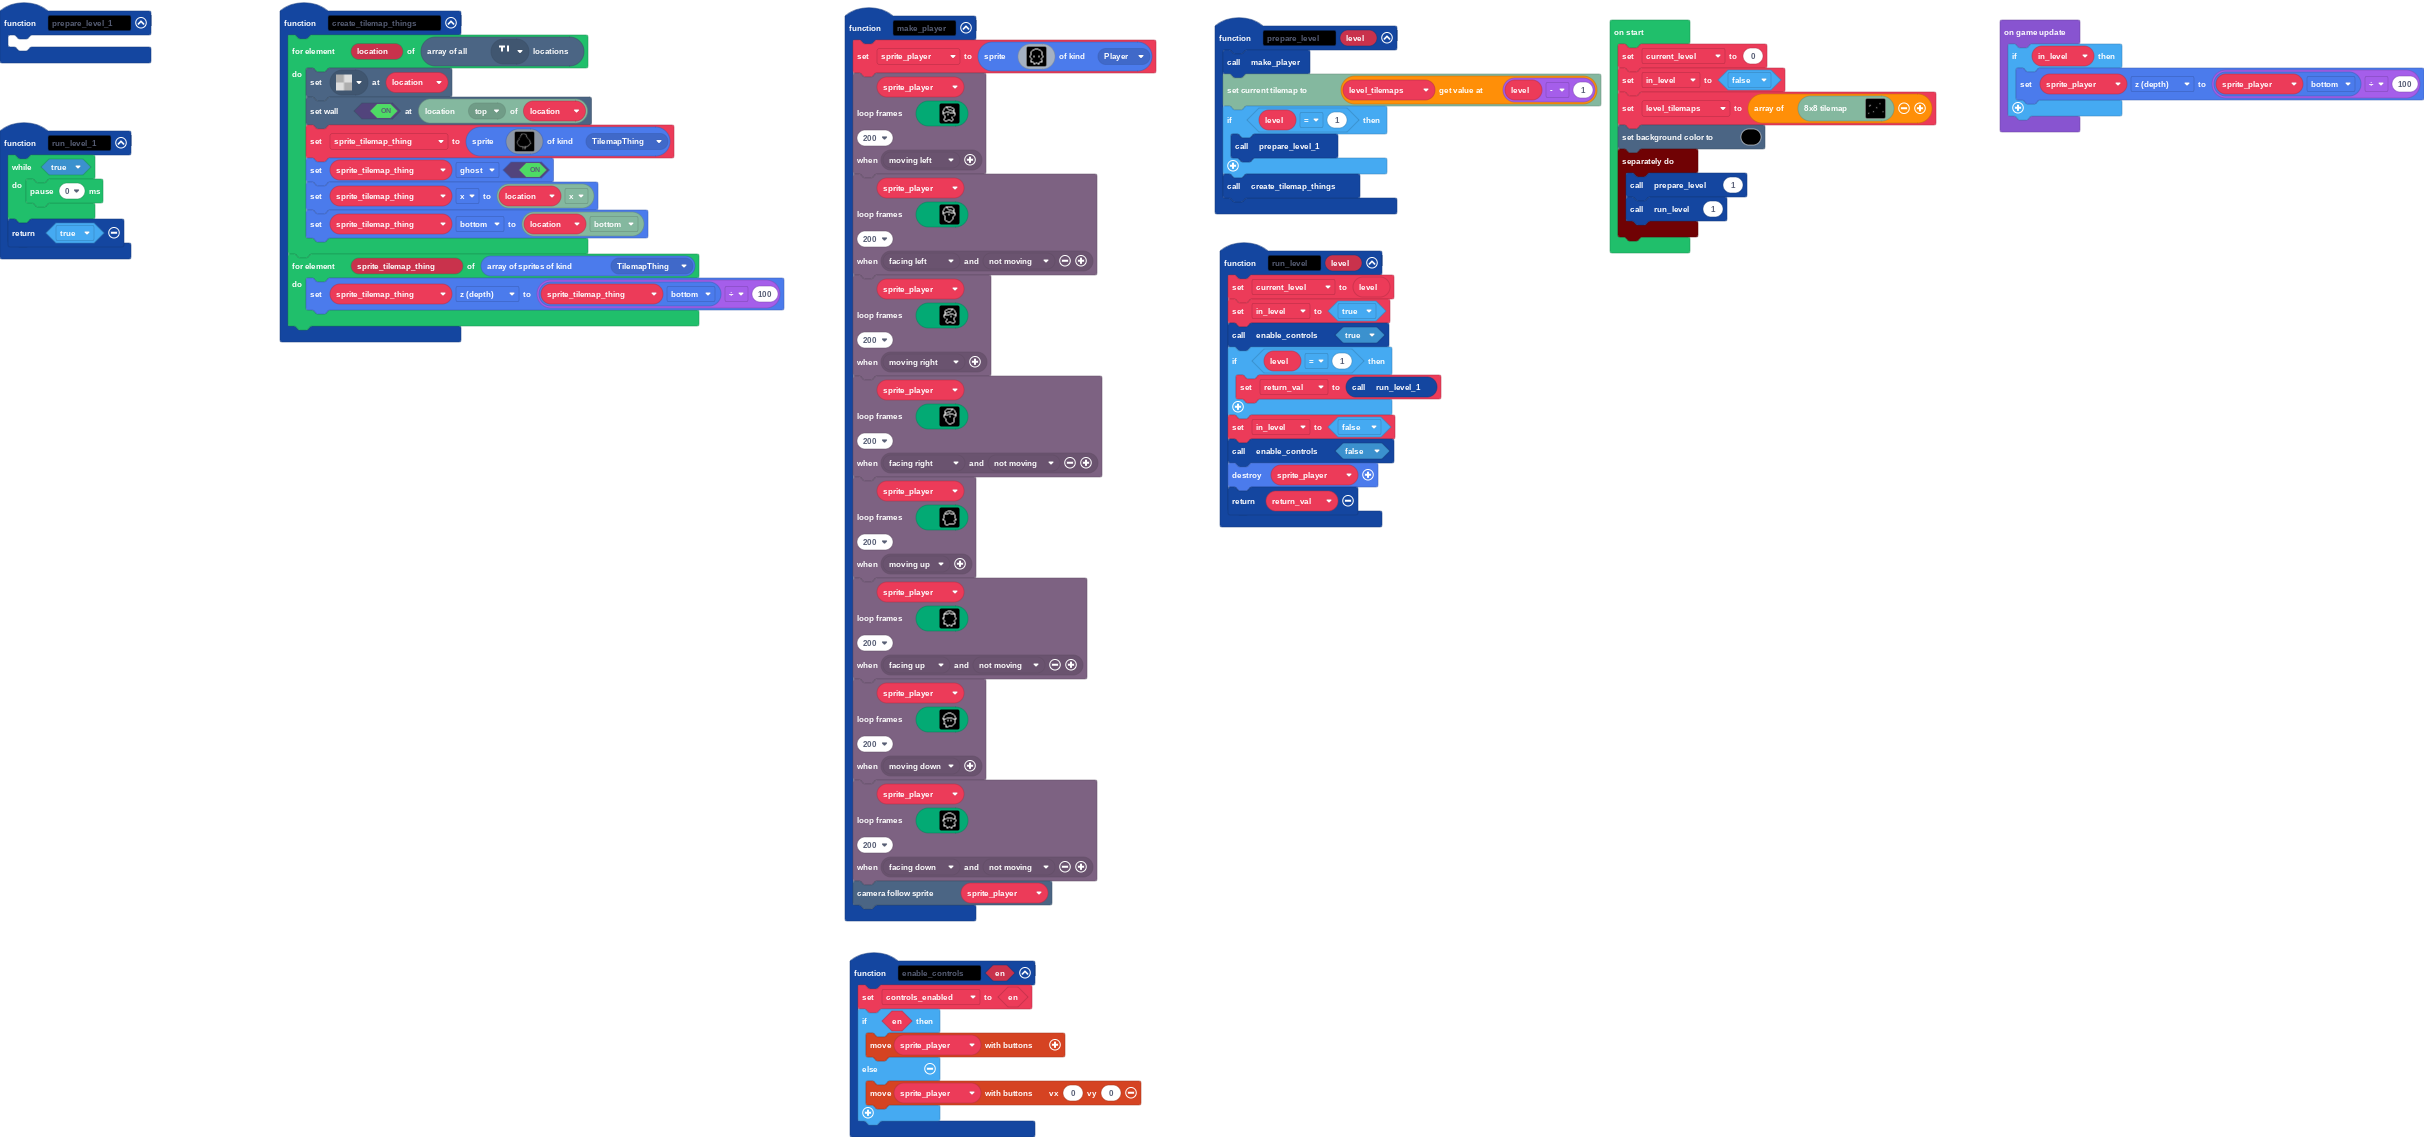 function prepare_level_1
function run_level_1
while true
do
pause 0 ms
return true
function create_tilemap_things
for element location of array of all locations
do
set at location
set wall ON at location top of location
set sprite_tilemap_thing to sprite of kind TilemapThing
set sprite_tilemap_thing ghost ON
set sprite_tilemap_thing x to location x
set sprite_tilemap_thing bottom to location bottom
for element sprite_tilemap_thing of array of sprites of kind TilemapThing
do
set sprite_tilemap_thing z (depth) to sprite_tilemap_thing bottom ÷ 100
function make_player
set sprite_player to sprite of kind Player
sprite_player
loop frames
200
when moving left
sprite_player
loop frames
200
when facing left and not moving
sprite_player
loop frames
200
when moving right
sprite_player
loop frames
200
when facing right and not moving
sprite_player
loop frames
200
when moving up
sprite_player
loop frames
200
when facing up and not moving
sprite_player
loop frames
200
when moving down
sprite_player
loop frames
200
when facing down and not moving
camera follow sprite sprite_player
function enable_controls en
set controls_enabled to en
if en then
move sprite_player with buttons
else
move sprite_player with buttons vx 0 vy 0
function prepare_level level
call make_player
set current tilemap to level_tilemaps get value at level - 1
if level = 1 then
call prepare_level_1
call create_tilemap_things
function run_level level
set current_level to level
set in_level to true
call enable_controls true
if level = 1 then
set return_val to call run_level_1
set in_level to false
call enable_controls false
destroy sprite_player
return return_val
on start
set current_level to 0
set in_level to false
set level_tilemaps to array of 8x8 tilemap
set background color to
separately do
call prepare_level 1
call run_level 1
on game update
if in_level then
set sprite_player z (depth) to sprite_player bottom ÷ 100